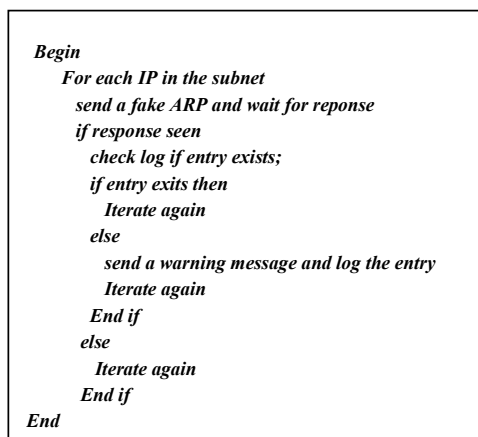 Begin
For each IP in the subnet
send a fake ARP and wait for reponse
if response seen
check log if entry exists;
if entry exits then
Iterate again
else
send a warning message and log the entry
Iterate again
End if
else
Iterate again
End if
End